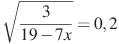 √(3/(19 − 7x)) = 0,2